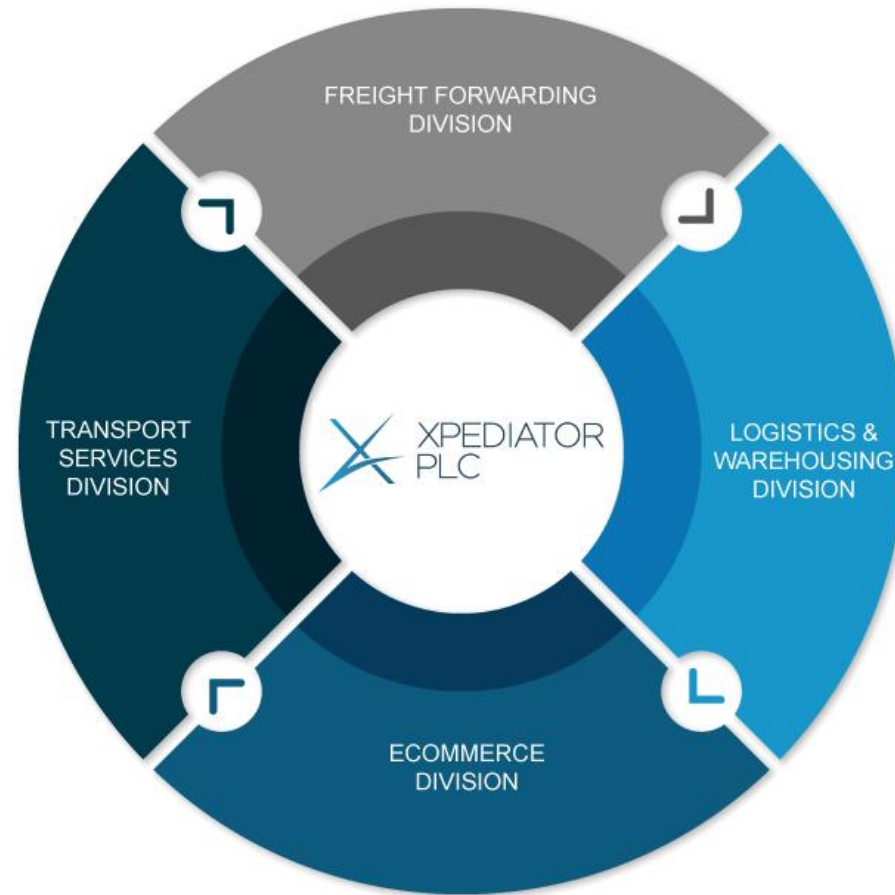 FREIGHT FORWARDING
DIVISION
TRANSPORT
SERVICES
DIVISION
XPEDIATOR
PLC
LOGISTICS &
WAREHOUSING
DIVISION
ECOMMERCE
DIVISION